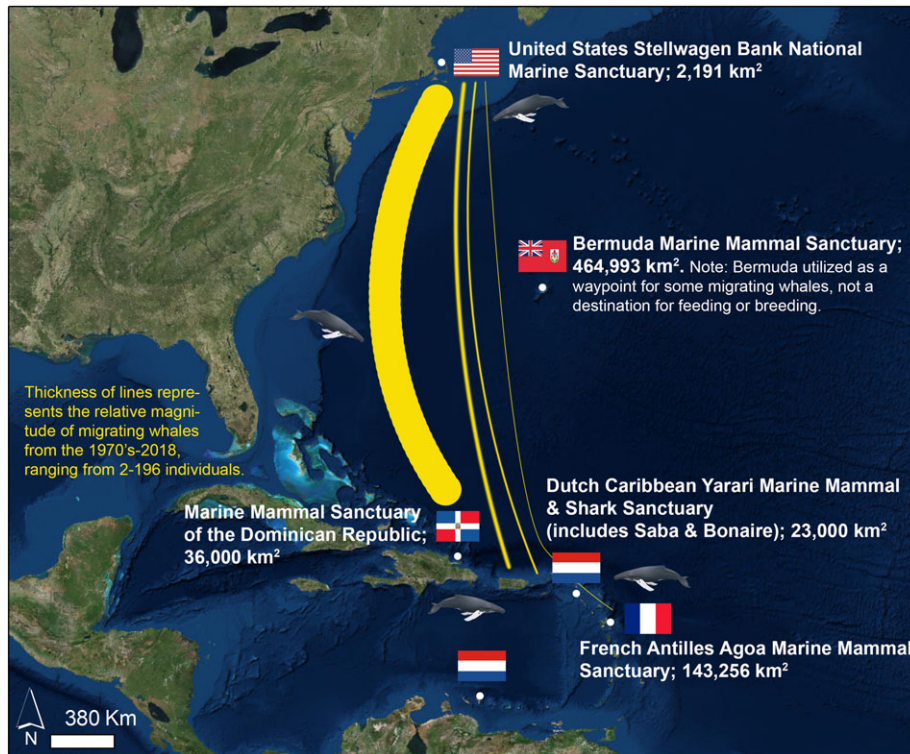 United States Stellwagen Bank National
Marine Sanctuary; 2,191 km²
Bermuda Marine Mammal Sanctuary;
464,993 km². Note: Bermuda utilized as a
waypoint for some migrating whales, not a
destination for feeding or breeding.
Thickness of lines repre-
sents the relative magni-
tude of migrating whales
from the 1970's-2018,
ranging from 2-196 individuals.
Marine Mammal Sanctuary
of the Dominican Republic;
36,000 km²
Dutch Caribbean Yarari Marine Mammal
& Shark Sanctuary
(includes Saba & Bonaire); 23,000 km²
French Antilles Agoa Marine Mammal
Sanctuary; 143,256 km²
N
380 Km